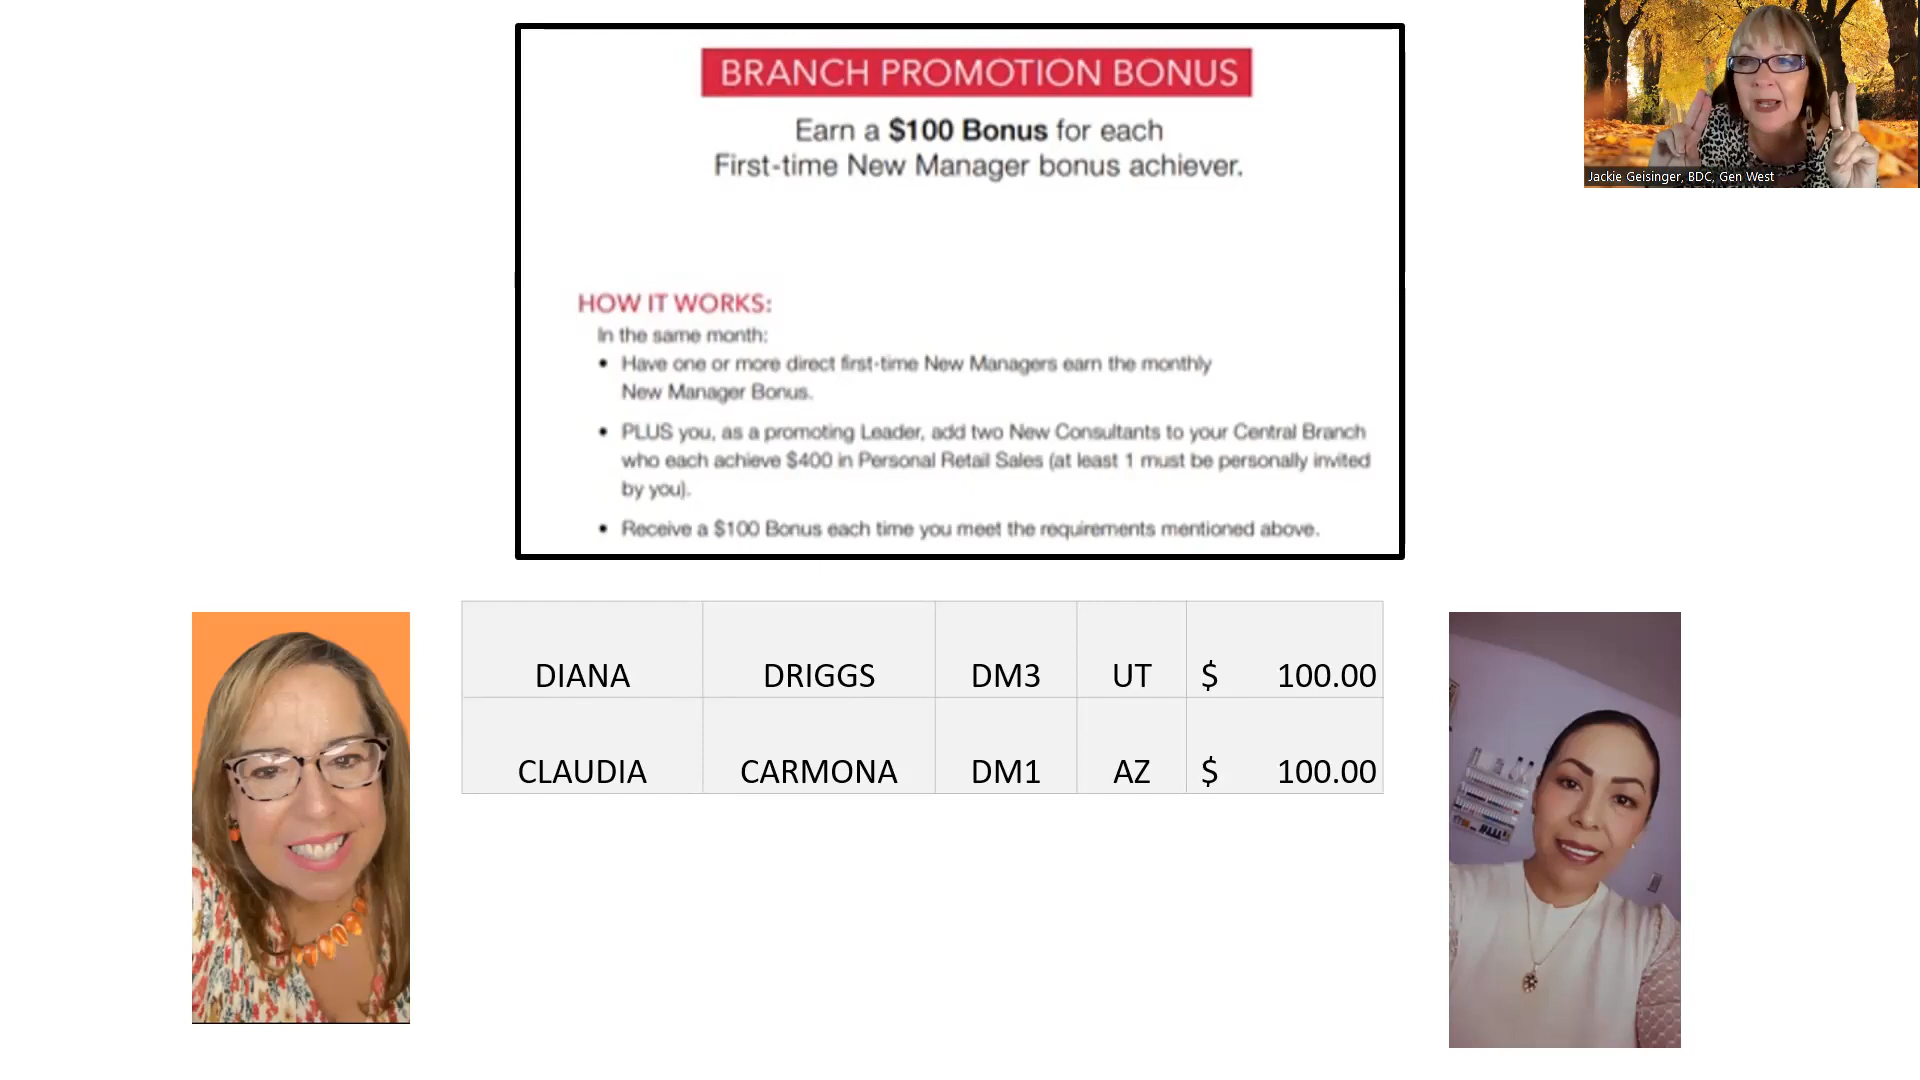 BRANCH PROMOTION BONUS
Earn a $100 Bonus for each
First-time New Manager bonus achiever.
HOW IT WORKS:
In the same month:
• Have one or more direct first-time New Managers earn the monthly
New Manager Bonus.
• PLUS you, as a promoting Leader, add two New Consultants to your Central Branch
who each achieve $400 in Personal Retail Sales (at least 1 must be personally invited
by you).
• Receive a $100 Bonus each time you meet the requirements mentioned above.
Jackie Geisinger, BDC, Gen West
DIANA DRIGGS DM3 UT $ 100.00
CLAUDIA CARMONA DM1 AZ $ 100.00